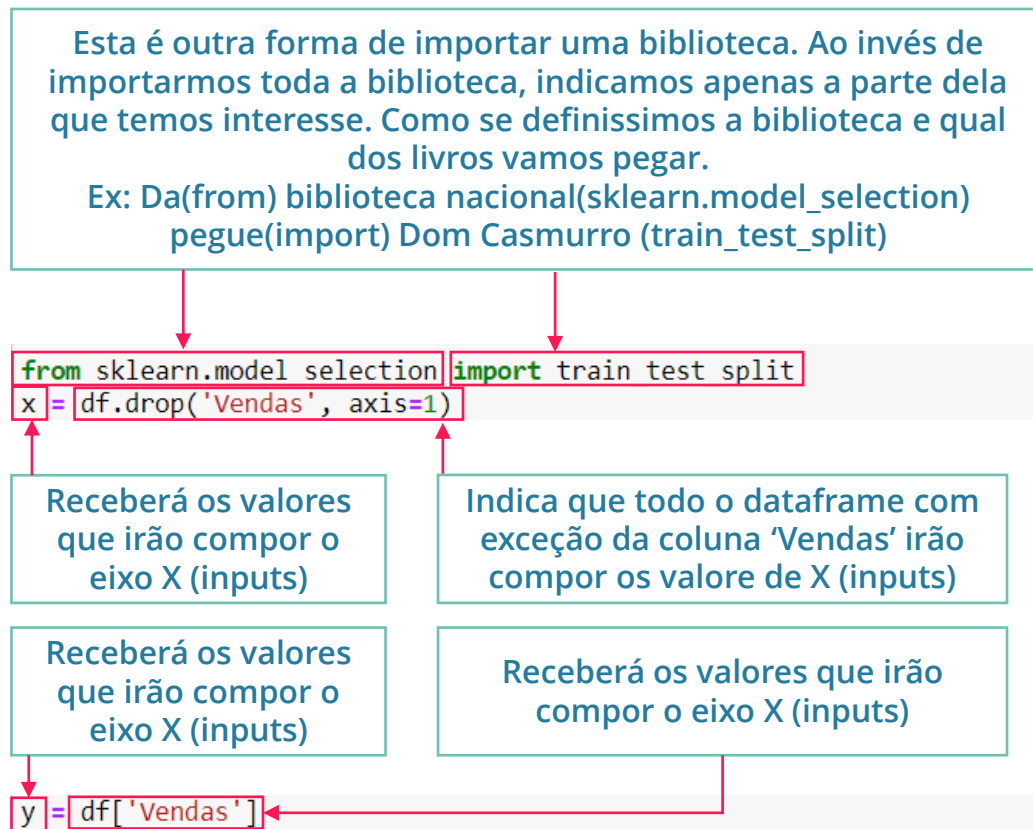 Esta é outra forma de importar uma biblioteca. Ao invés de
importarmos toda a biblioteca, indicamos apenas a parte dela
que temos interesse. Como se definissimos a biblioteca e qual
dos livros vamos pegar.
Ex: Da(from) biblioteca nacional(sklearn.model_selection)
pegue(import) Dom Casmurro (train_test_split)
from sklearn.model_selection import train_test_split
x = df.drop('Vendas', axis=1)
Receberá os valores
que irão compor o
eixo X (inputs)
Indica que todo o dataframe com
exceção da coluna ‘Vendas’ irão
compor os valore de X (inputs)
Receberá os valores
que irão compor o
eixo X (inputs)
Receberá os valores que irão
compor o eixo X (inputs)
y = df['Vendas']